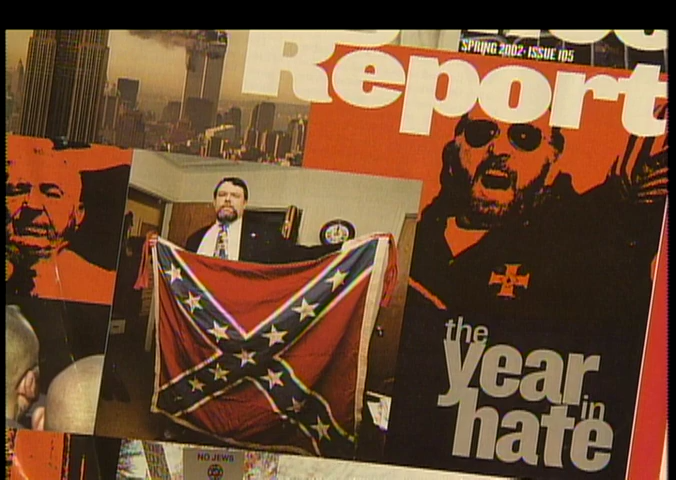 SPRING 2002· ISSUE 105
Report
the
year
in
hate
NO JEWS